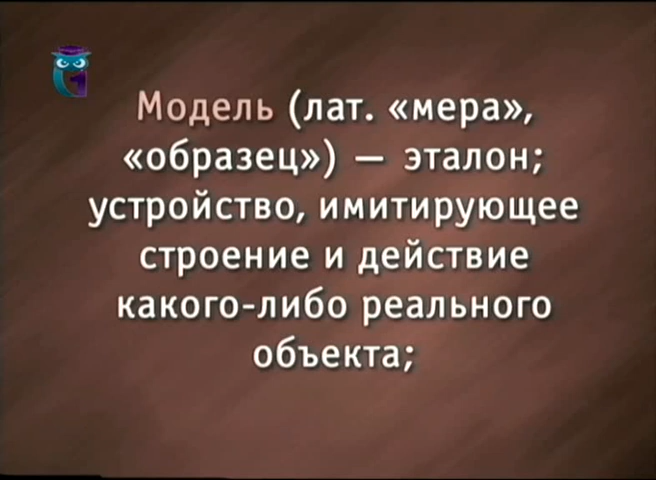 Модель (лат. «мера»,
«образец») — эталон;
устройство, имитирующее
строение и действие
какого-либо реального
объекта;